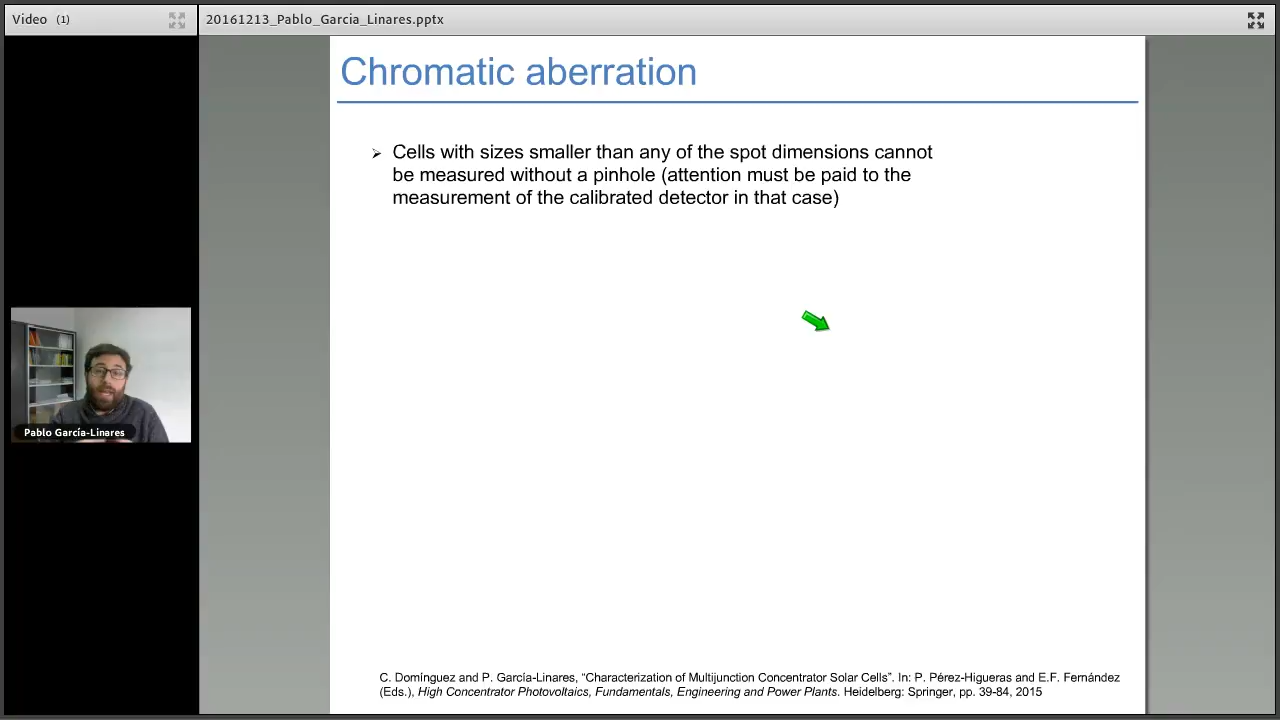 Video (1)
20161213_Pablo_Garcia_Linares.pptx
Chromatic aberration
Cells with sizes smaller than any of the spot dimensions cannot
be measured without a pinhole (attention must be paid to the
measurement of the calibrated detector in that case)
Pablo García-Linares
C. Domínguez and P. García-Linares, “Characterization of Multijunction Concentrator Solar Cells”. In: P. Pérez-Higueras and E.F. Fernández
(Eds.), High Concentrator Photovoltaics, Fundamentals, Engineering and Power Plants. Heidelberg: Springer, pp. 39-84, 2015